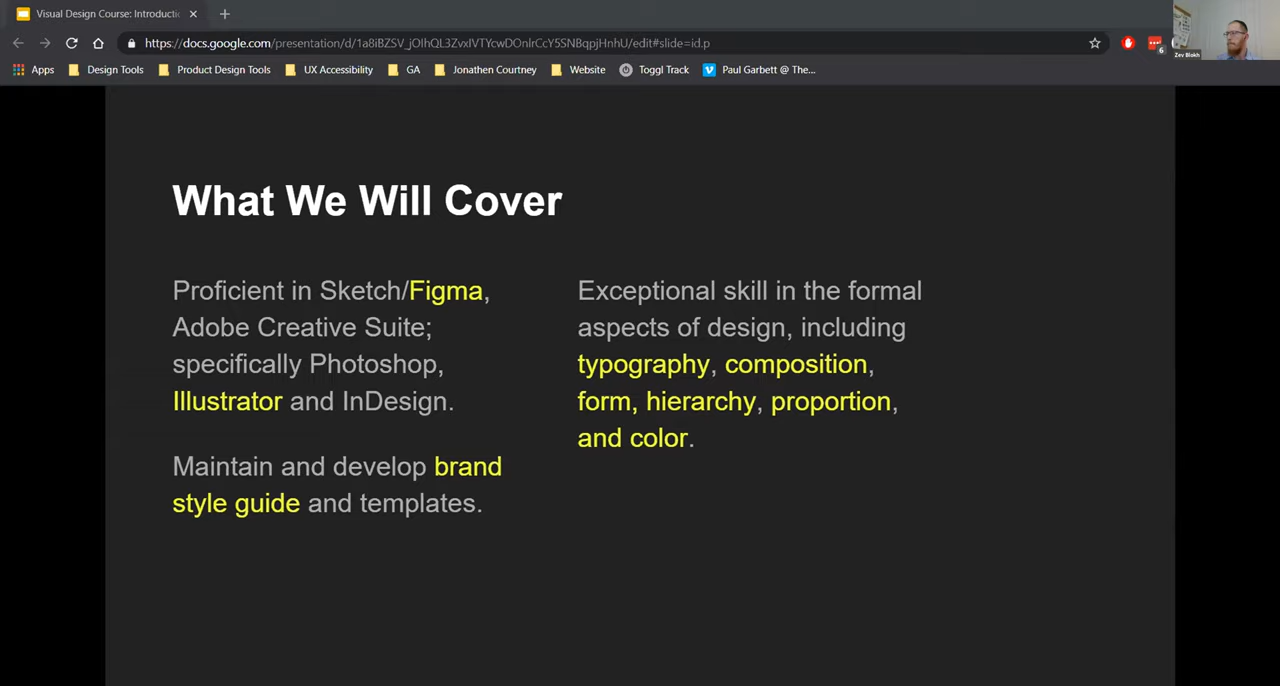 Visual Design Course: Introducti
https://docs.google.com/presentation/d/1a8iBZSV_jOlhQL3ZvxIVTYcwDOnlrCcY5SNBqpjHnhU/edit#slide=id.p
6
Zev Blokh
Apps Design Tools Product Design Tools UX Accessibility GA Jonathen Courtney Website Toggl Track Paul Garbett @ The...
What We Will Cover
Proficient in Sketch/Figma,
Adobe Creative Suite;
specifically Photoshop,
Illustrator and InDesign.
Maintain and develop brand
style guide and templates.
Exceptional skill in the formal
aspects of design, including
typography, composition,
form, hierarchy, proportion,
and color.